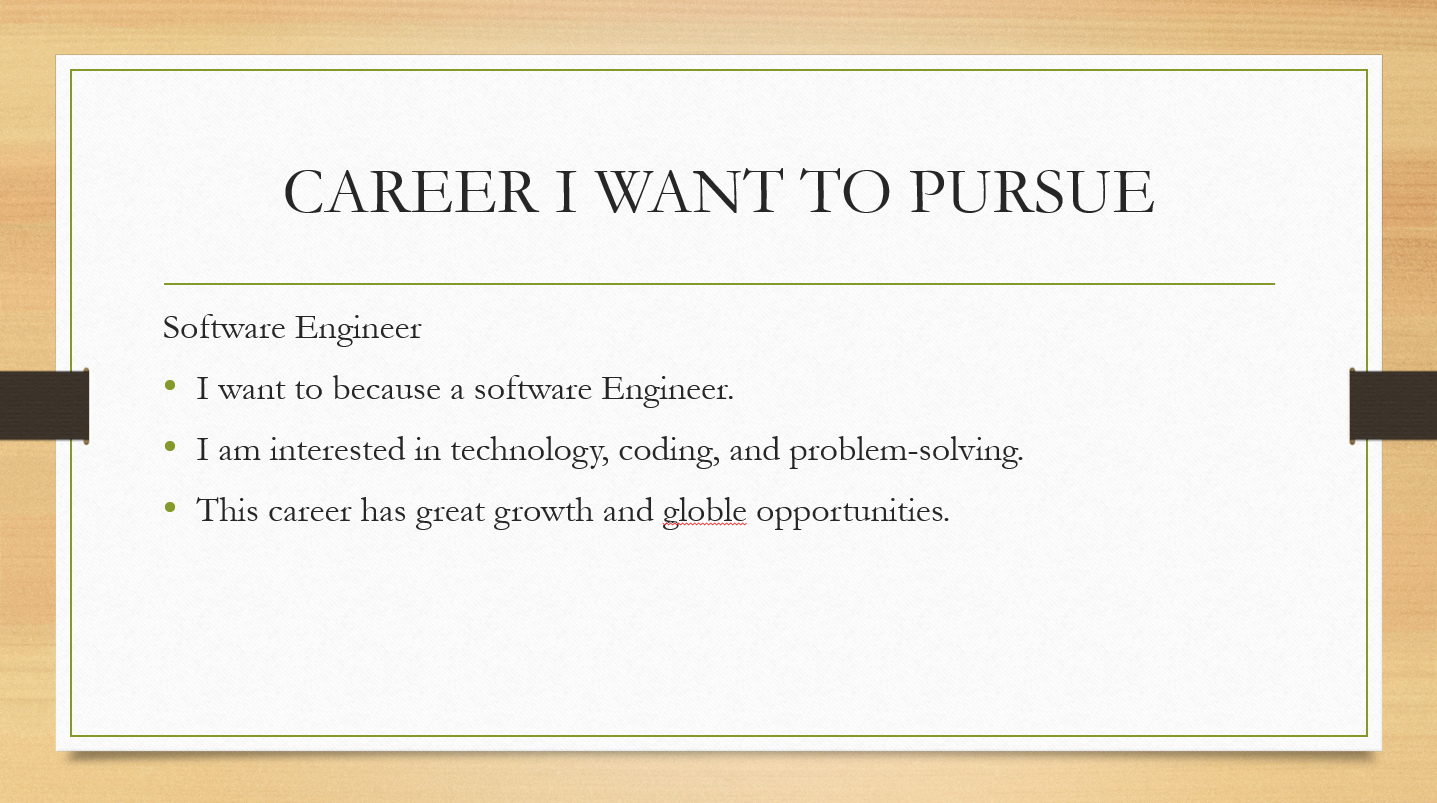 CAREER I WANT TO PURSUE
Software Engineer
• I want to because a software Engineer.
• I am interested in technology, coding, and problem-solving.
• This career has great growth and globle opportunities.